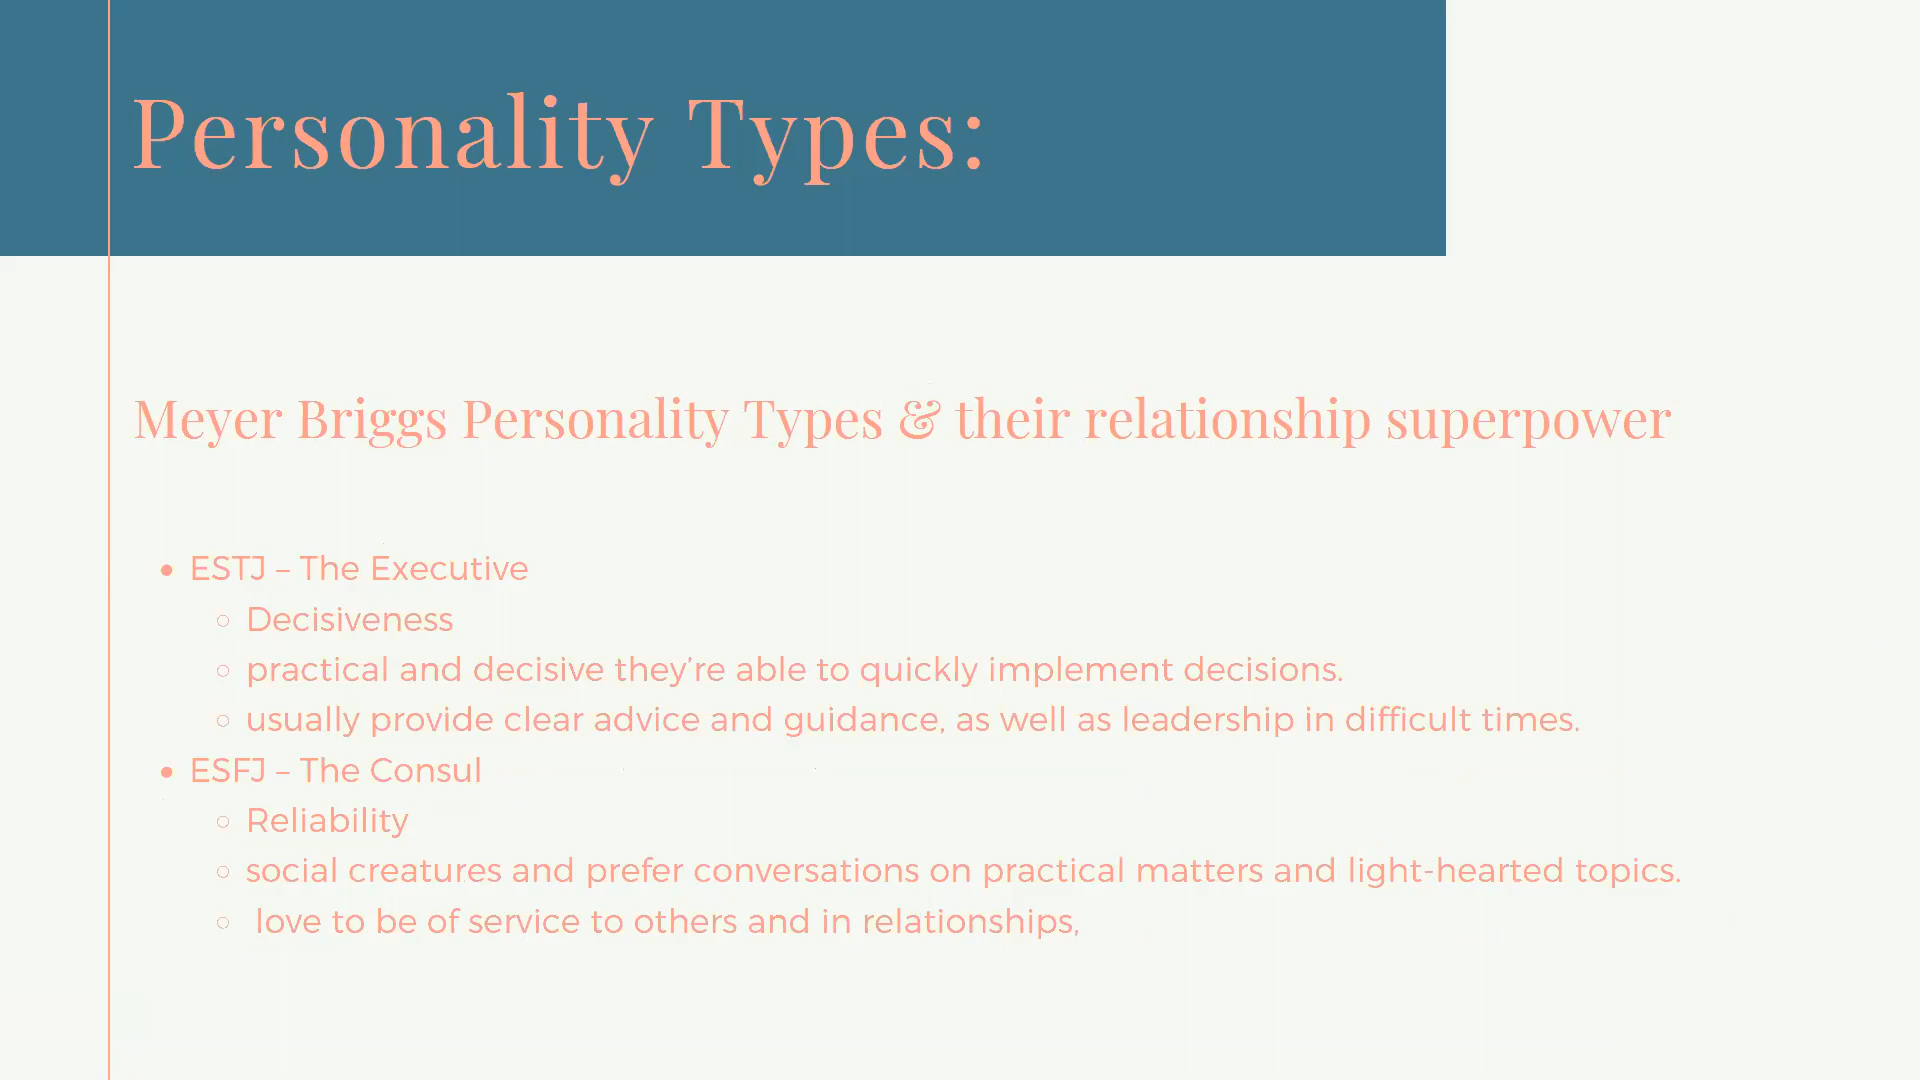 Personality Types:
Meyer Briggs Personality Types & their relationship superpower
• ESTJ – The Executive
○ Decisiveness
○ practical and decisive they’re able to quickly implement decisions.
○ usually provide clear advice and guidance, as well as leadership in difficult times.
• ESFJ – The Consul
○ Reliability
○ social creatures and prefer conversations on practical matters and light-hearted topics.
○ love to be of service to others and in relationships,